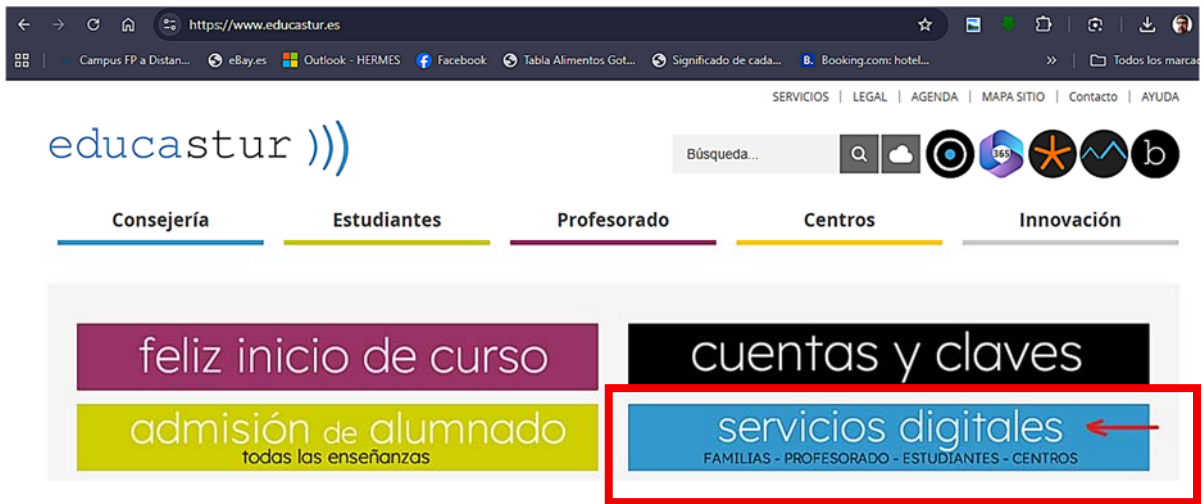 https://www.educastur.es
Campus FP a Distan... eBay.es Outlook - HERMES Facebook Tabla Alimentos Got... Significado de cada... B. Booking.com: hotel... » Todos los marca
SERVICIOS | LEGAL | AGENDA | MAPA SITIO | Contacto | AYUDA
educastur )))
Búsqueda... 365 b
Consejería Estudiantes Profesorado Centros Innovación
feliz inicio de curso
cuentas y claves
admisión de alumnado
todas las enseñanzas
servicios digitales
FAMILIAS - PROFESORADO - ESTUDIANTES - CENTROS